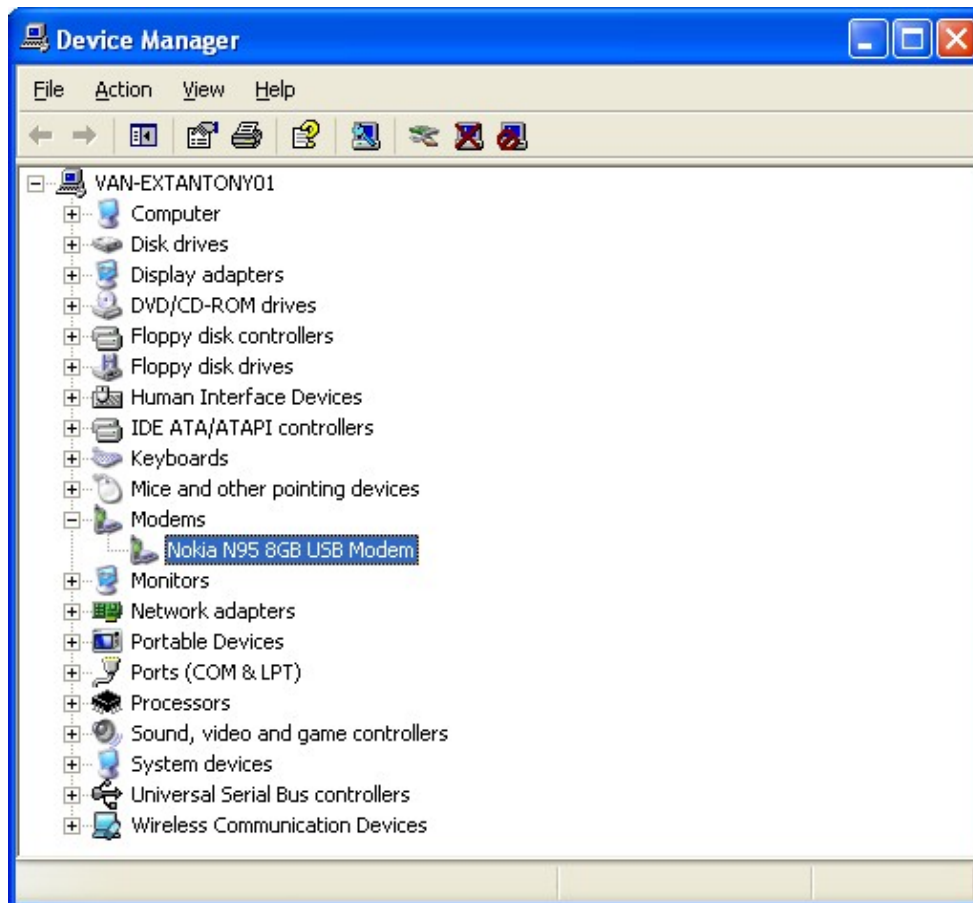 Device Manager
File Action View Help
VAN-EXTANTONY01
Computer
Disk drives
Display adapters
DVD/CD-ROM drives
Floppy disk controllers
Floppy disk drives
Human Interface Devices
IDE ATA/ATAPI controllers
Keyboards
Mice and other pointing devices
Modems
Nokia N95 8GB USB Modem
Monitors
Network adapters
Portable Devices
Ports (COM & LPT)
Processors
Sound, video and game controllers
System devices
Universal Serial Bus controllers
Wireless Communication Devices